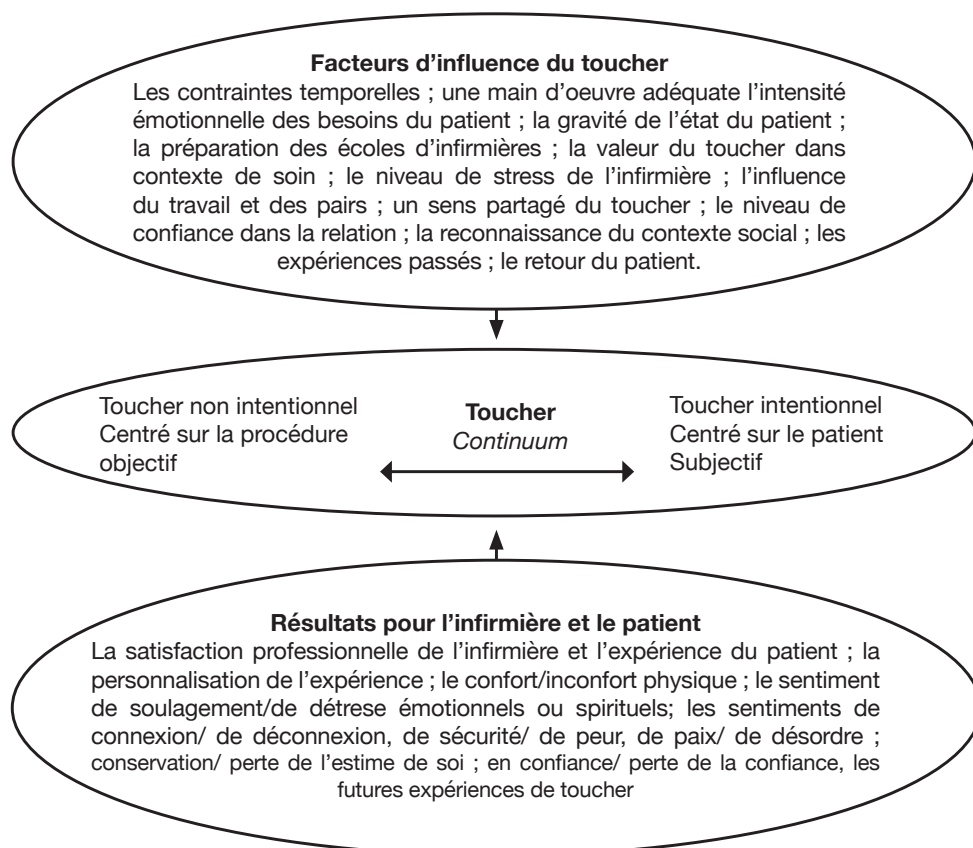 Facteurs d’influence du toucher
Les contraintes temporelles ; une main d’oeuvre adéquate l’intensité
émotionnelle des besoins du patient ; la gravité de l’état du patient ;
la préparation des écoles d’infirmières ; la valeur du toucher dans
contexte de soin ; le niveau de stress de l’infirmière ; l’influence
du travail et des pairs ; un sens partagé du toucher ; le niveau de
confiance dans la relation ; la reconnaissance du contexte social ; les
expériences passés ; le retour du patient.
Toucher non intentionnel
Centré sur la procédure
objectif
Toucher
Continuum
Toucher intentionnel
Centré sur le patient
Subjectif
Résultats pour l’infirmière et le patient
La satisfaction professionnelle de l’infirmière et l’expérience du patient ; la
personnalisation de l’expérience ; le confort/inconfort physique ; le sentiment
de soulagement/de détrese émotionnels ou spirituels; les sentiments de
connexion/ de déconnexion, de sécurité/ de peur, de paix/ de désordre ;
conservation/ perte de l’estime de soi ; en confiance/ perte de la confiance, les
futures expériences de toucher